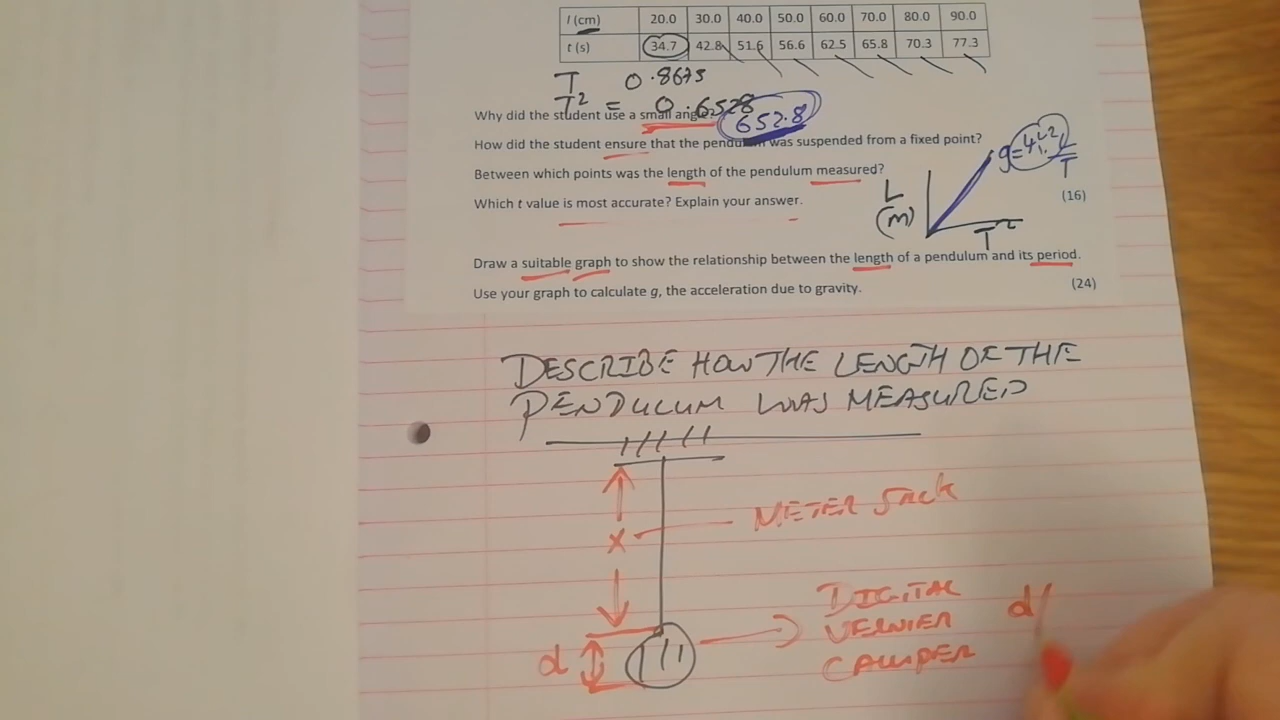 l (cm) 20.0 30.0 40.0 50.0 60.0 70.0 80.0 90.0
t (s) 34.7 42.8 51.6 56.6 62.5 65.8 70.3 77.3
T 0.8675
T² = 0.6528
652.8
Why did the student use a small angle?
How did the student ensure that the pendulum was suspended from a fixed point?
Between which points was the length of the pendulum measured?
(16)
Which t value is most accurate? Explain your answer.
L
(m)
T²
Draw a suitable graph to show the relationship between the length of a pendulum and its period.
Use your graph to calculate g, the acceleration due to gravity.
(24)
DESCRIBE HOW THE LENGTH OF THE
PENDULUM WAS MEASURED
X
METER STICK
d
DIGITAL
VERNIER
CALLIPER
d/